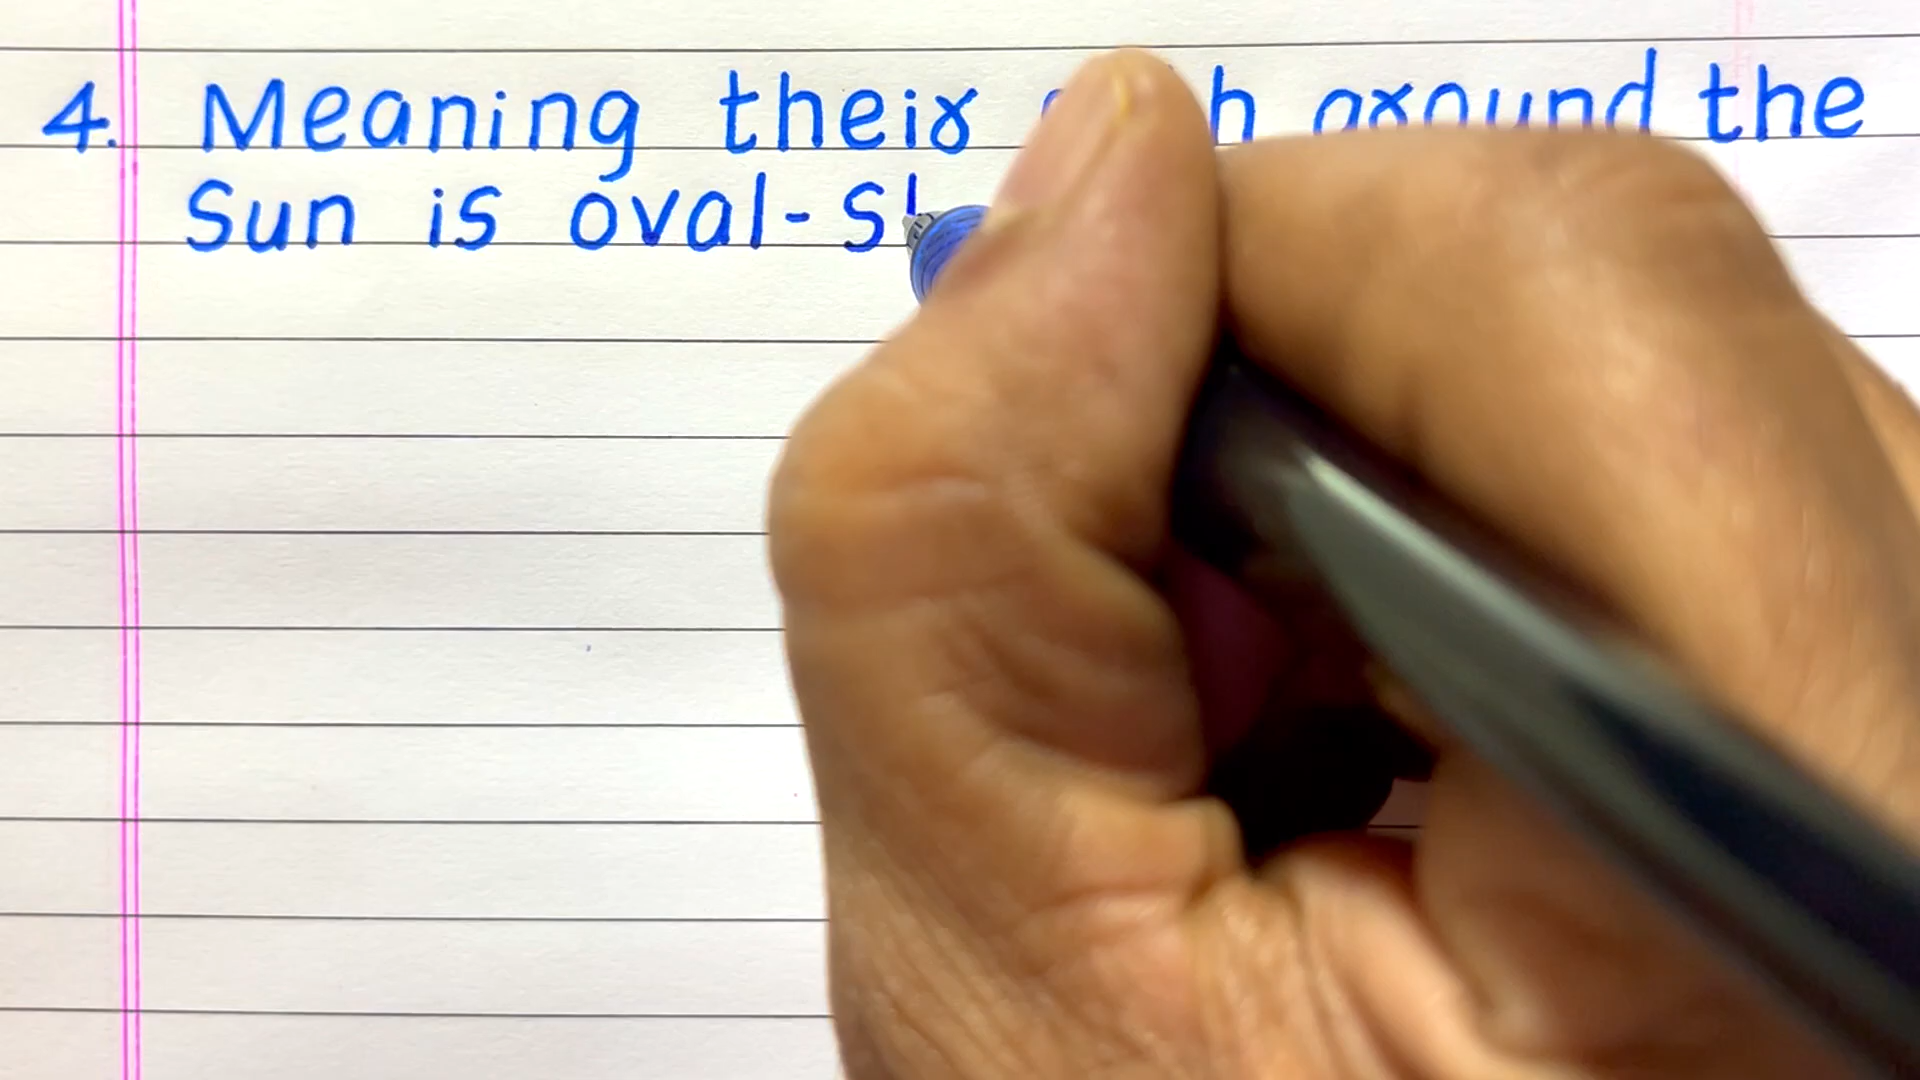 4. Meaning their around the
Sun is oval-